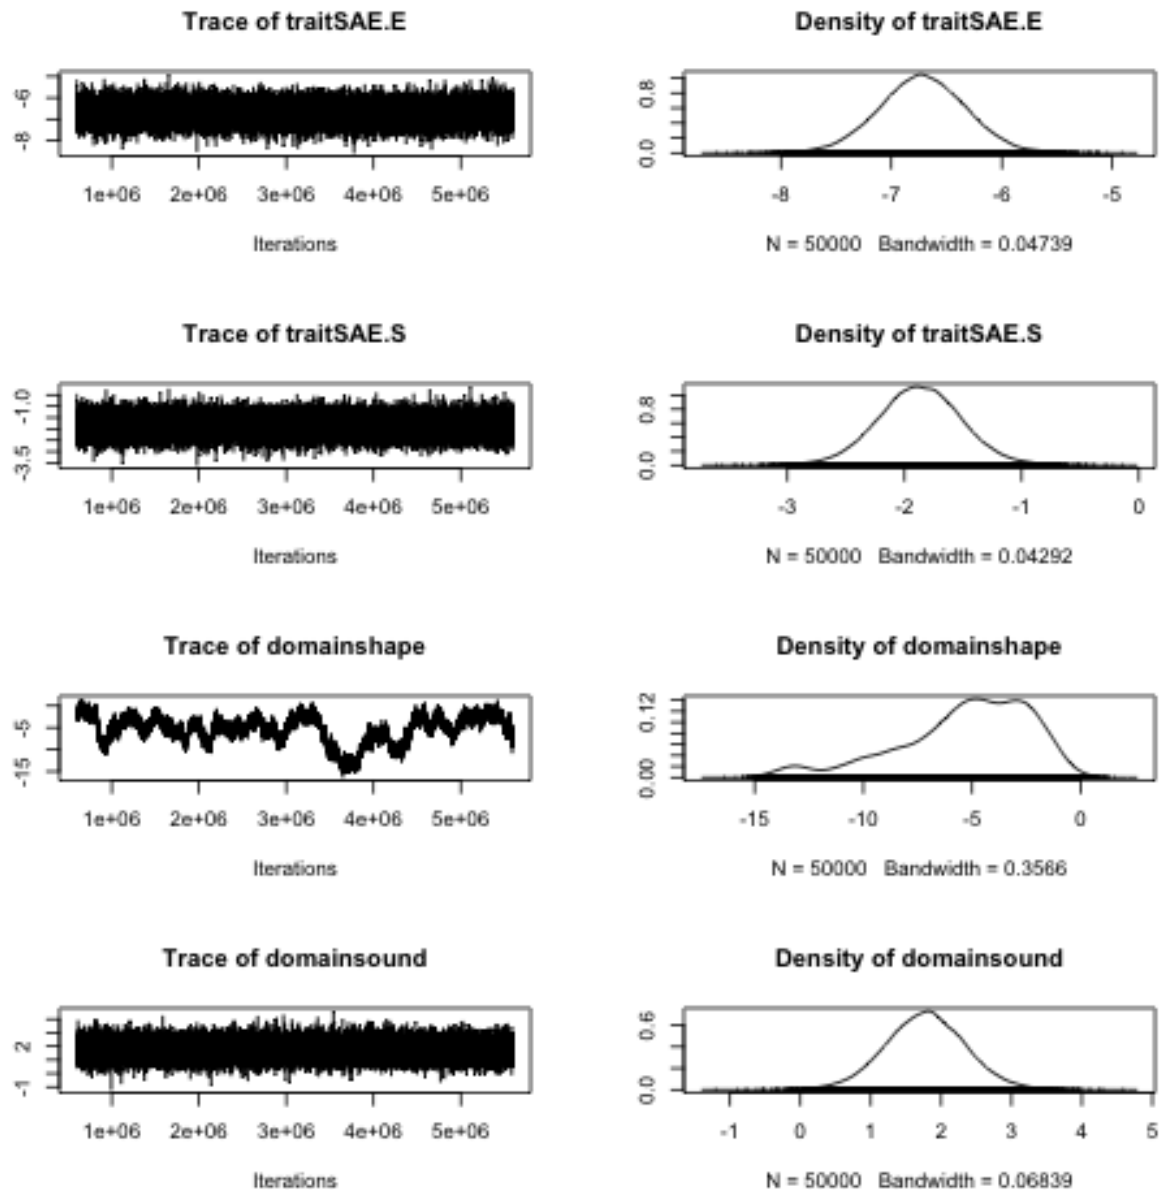 Trace of traitSAE.E
Density of traitSAE.E
-6
-8
0.8
0.0
1e+06 2e+06 3e+06 4e+06 5e+06
-8 -7 -6 -5
Iterations
N = 50000 Bandwidth = 0.04739
Trace of traitSAE.S
Density of traitSAE.S
-1.0
-3.5
0.8
0.0
1e+06 2e+06 3e+06 4e+06 5e+06
-3 -2 -1 0
Iterations
N = 50000 Bandwidth = 0.04292
Trace of domainshape
Density of domainshape
-5
-15
0.12
0.00
1e+06 2e+06 3e+06 4e+06 5e+06
-15 -10 -5 0
Iterations
N = 50000 Bandwidth = 0.3566
Trace of domainsound
Density of domainsound
2
-1
0.6
0.0
1e+06 2e+06 3e+06 4e+06 5e+06
-1 0 1 2 3 4 5
Iterations
N = 50000 Bandwidth = 0.06839